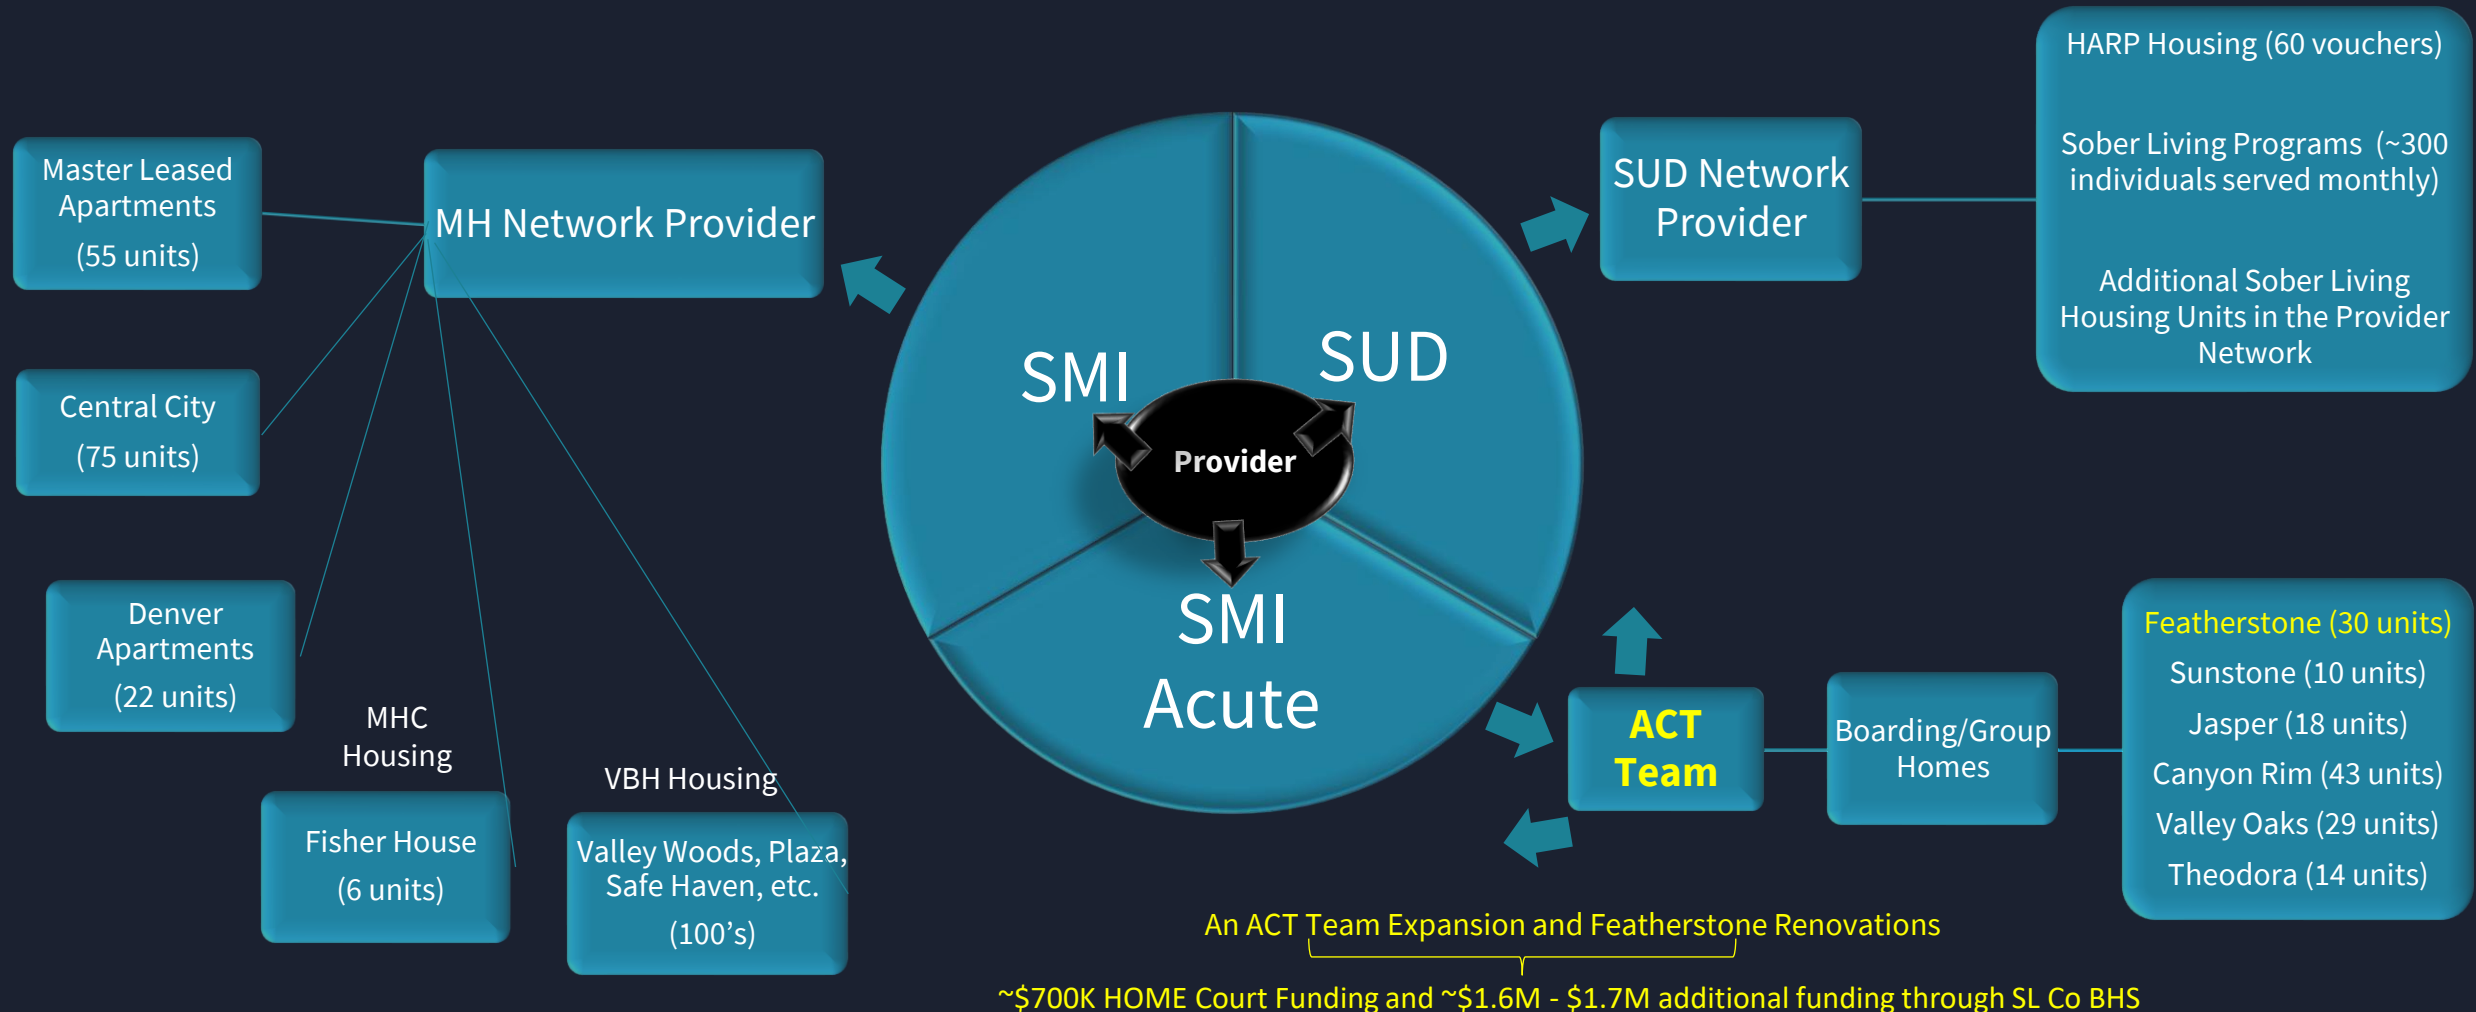 Master Leased
Apartments
(55 units)
Central City
(75 units)
Denver
Apartments
(22 units)
MHC
Housing
Fisher House
(6 units)
VBH Housing
Valley Woods, Plaza,
Safe Haven, etc.
(100’s)
MH Network Provider
SMI
SUD
Provider
SMI
Acute
SUD Network
Provider
HARP Housing (60 vouchers)
Sober Living Programs (~300
individuals served monthly)
Additional Sober Living
Housing Units in the Provider
Network
ACT
Team
Boarding/Group
Homes
Featherstone (30 units)
Sunstone (10 units)
Jasper (18 units)
Canyon Rim (43 units)
Valley Oaks (29 units)
Theodora (14 units)
An ACT Team Expansion and Featherstone Renovations
~$700K HOME Court Funding and ~$1.6M - $1.7M additional funding through SL Co BHS